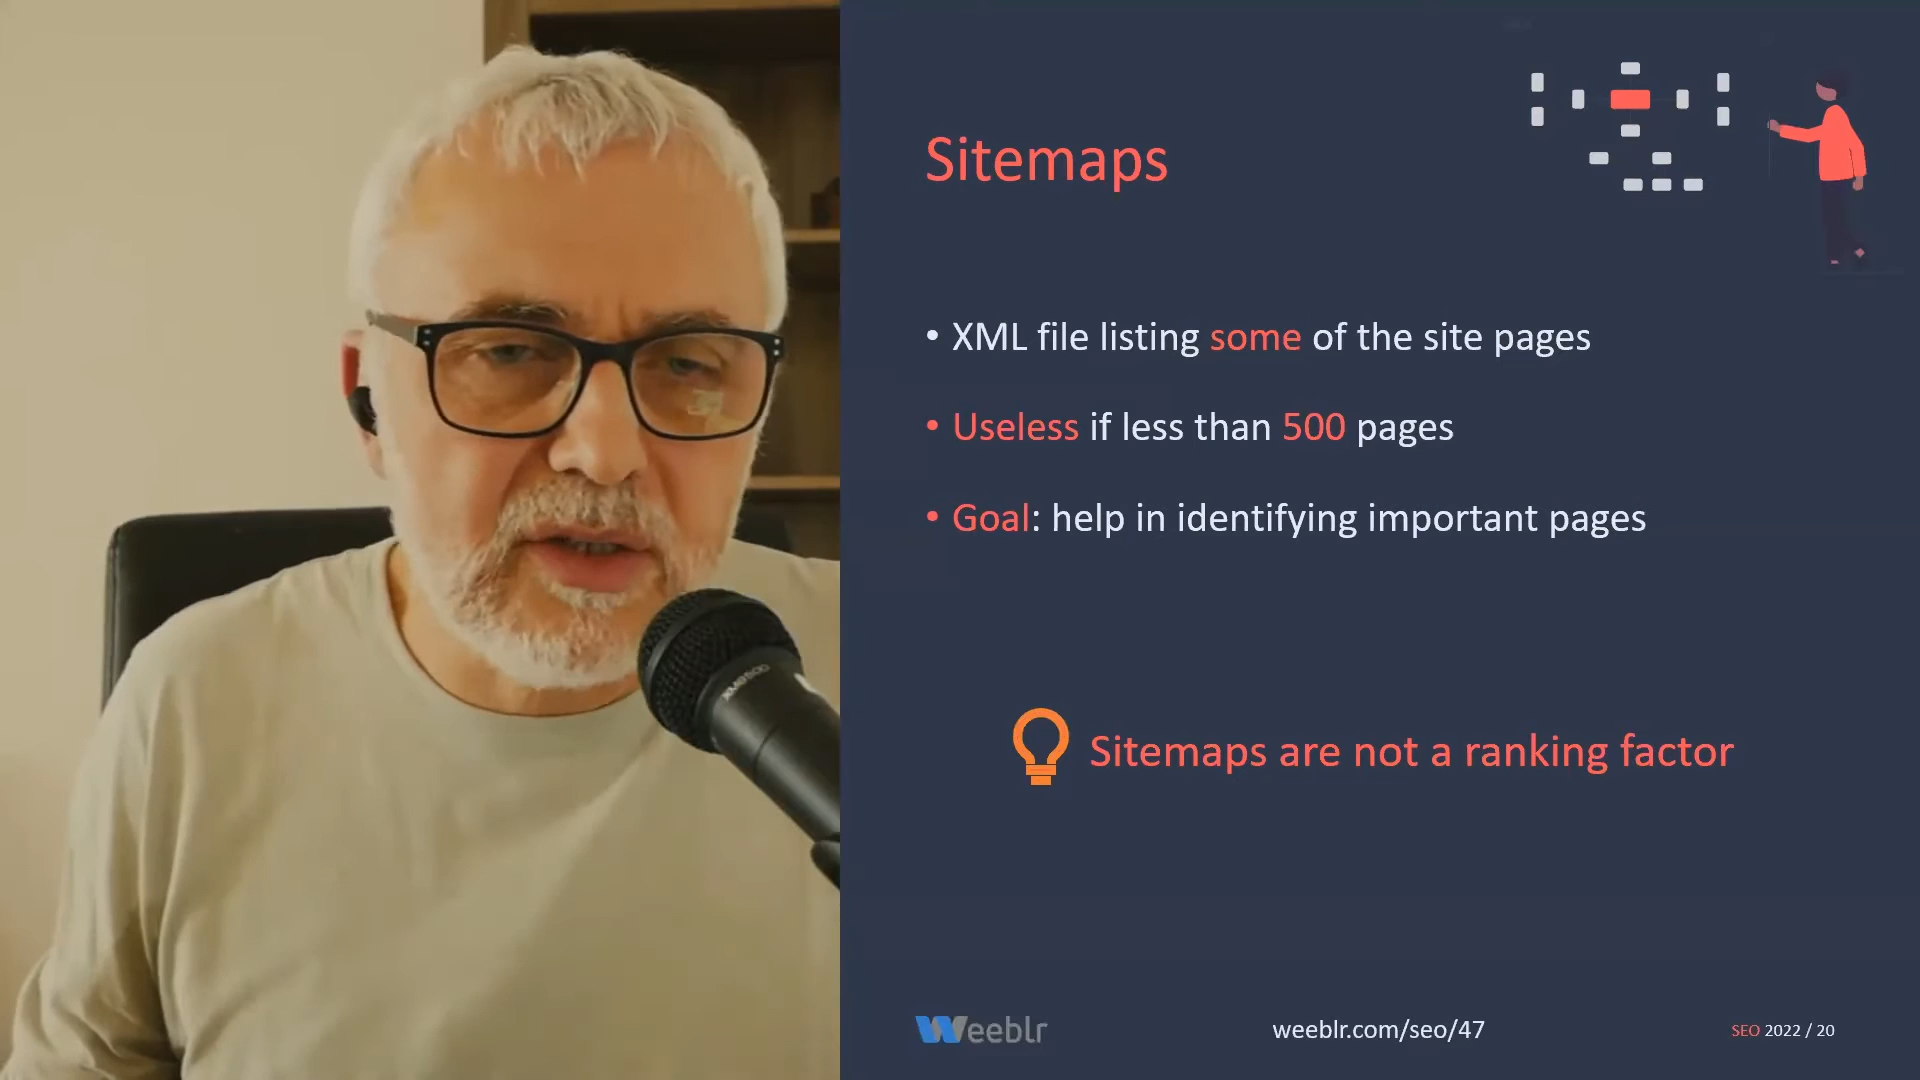 Sitemaps
• XML file listing some of the site pages
• Useless if less than 500 pages
• Goal: help in identifying important pages
Sitemaps are not a ranking factor
Weeblr
weeblr.com/seo/47
SEO 2022 / 20